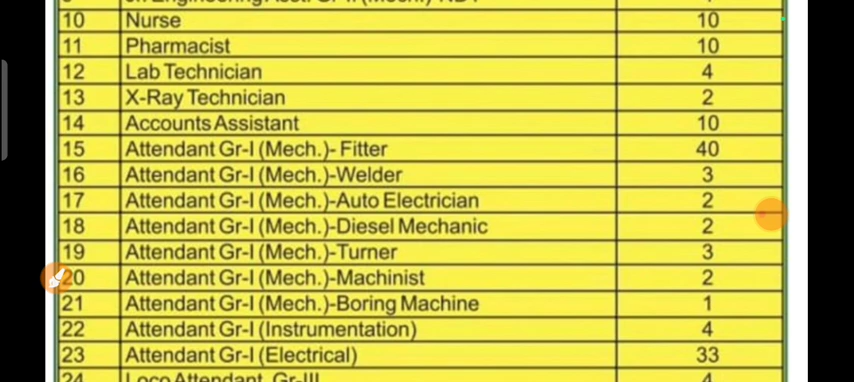 10 Nurse 10
11 Pharmacist 10
12 Lab Technician 4
13 X-Ray Technician 2
14 Accounts Assistant 10
15 Attendant Gr-I (Mech.)- Fitter 40
16 Attendant Gr-I (Mech.)-Welder 3
17 Attendant Gr-I (Mech.)-Auto Electrician 2
18 Attendant Gr-I (Mech.)-Diesel Mechanic 2
19 Attendant Gr-I (Mech.)-Turner 3
20 Attendant Gr-I (Mech.)-Machinist 2
21 Attendant Gr-I (Mech.)-Boring Machine 1
22 Attendant Gr-I (Instrumentation) 4
23 Attendant Gr-I (Electrical) 33
24 Loco Attendant Gr-III 4